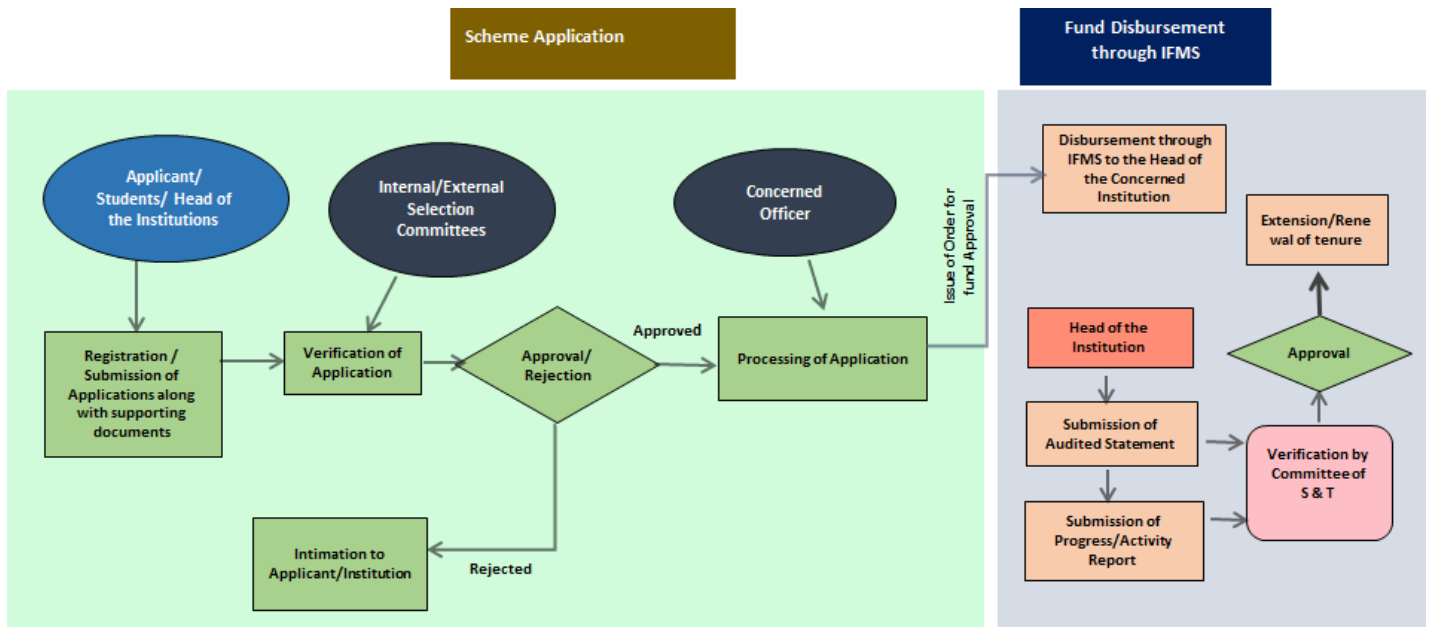 Scheme Application
Fund Disbursement
through IFMS
Applicant/
Students/ Head of
the Institutions
Internal/External
Selection
Committees
Concerned
Officer
Registration /
Submission of
Applications along
with supporting
documents
Verification of
Application
Approval/
Rejection
Approved
Processing of Application
Rejected
Intimation to
Applicant/Institution
Issue of Order for
fund Approval
Disbursement through
IFMS to the Head of
the Concerned
Institution
Extension/Rene
wal of tenure
Head of the
Institution
Approval
Submission of
Audited Statement
Verification by
Committee of
S & T
Submission of
Progress/Activity
Report